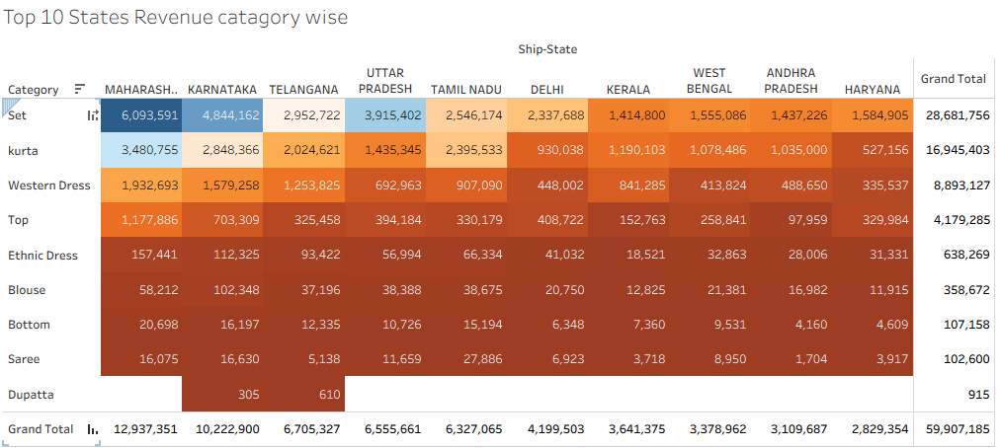 Top 10 States Revenue catagory wise
Ship-State
Category MAHARASH.. KARNATAKA TELANGANA UTTAR PRADESH TAMIL NADU DELHI KERALA WEST BENGAL ANDHRA PRADESH HARYANA Grand Total
Set 6,093,591 4,844,162 2,952,722 3,915,402 2,546,174 2,337,688 1,414,800 1,555,086 1,437,226 1,584,905 28,681,756
kurta 3,480,755 2,848,366 2,024,621 1,435,345 2,395,533 930,038 1,190,103 1,078,486 1,035,000 527,156 16,945,403
Western Dress 1,932,693 1,579,258 1,253,825 692,963 907,090 448,002 841,285 413,824 488,650 335,537 8,893,127
Top 1,177,886 703,309 325,458 394,184 330,179 408,722 152,763 258,841 97,959 329,984 4,179,285
Ethnic Dress 157,441 112,325 93,422 56,994 66,334 41,032 18,521 32,863 28,006 31,331 638,269
Blouse 58,212 102,348 37,196 38,388 38,675 20,750 12,825 21,381 16,982 11,915 358,672
Bottom 20,698 16,197 12,335 10,726 15,194 6,348 7,360 9,531 4,160 4,609 107,158
Saree 16,075 16,630 5,138 11,659 27,886 6,923 3,718 8,950 1,704 3,917 102,600
Dupatta 305 610 915
Grand Total 12,937,351 10,222,900 6,705,327 6,555,661 6,327,065 4,199,503 3,641,375 3,378,962 3,109,687 2,829,354 59,907,185